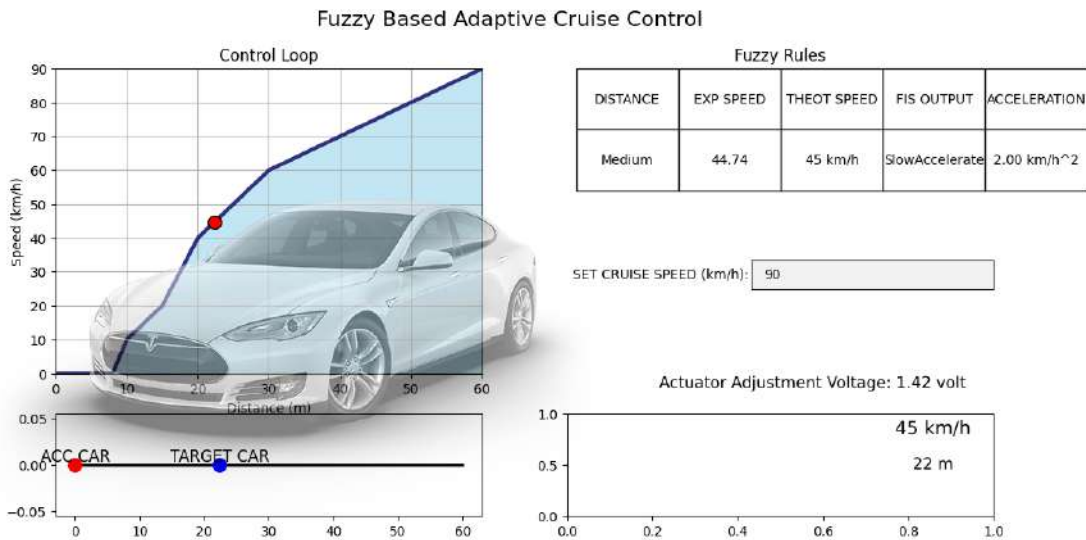 Fuzzy Based Adaptive Cruise Control
Control Loop
90
80
70
60
50
40
30
20
10
0
Speed (km/h)
0 10 20 30 40 50 60
Distance (m)
Fuzzy Rules
DISTANCE EXP SPEED THEOT SPEED FIS OUTPUT ACCELERATION
Medium 44.74 45 km/h SlowAccelerate 2.00 km/h^2
SET CRUISE SPEED (km/h): 90
Actuator Adjustment Voltage: 1.42 volt
0.05
0.00
−0.05
ACC CAR TARGET CAR
0 10 20 30 40 50 60
1.0
0.5
0.0
45 km/h
22 m
0.0 0.2 0.4 0.6 0.8 1.0